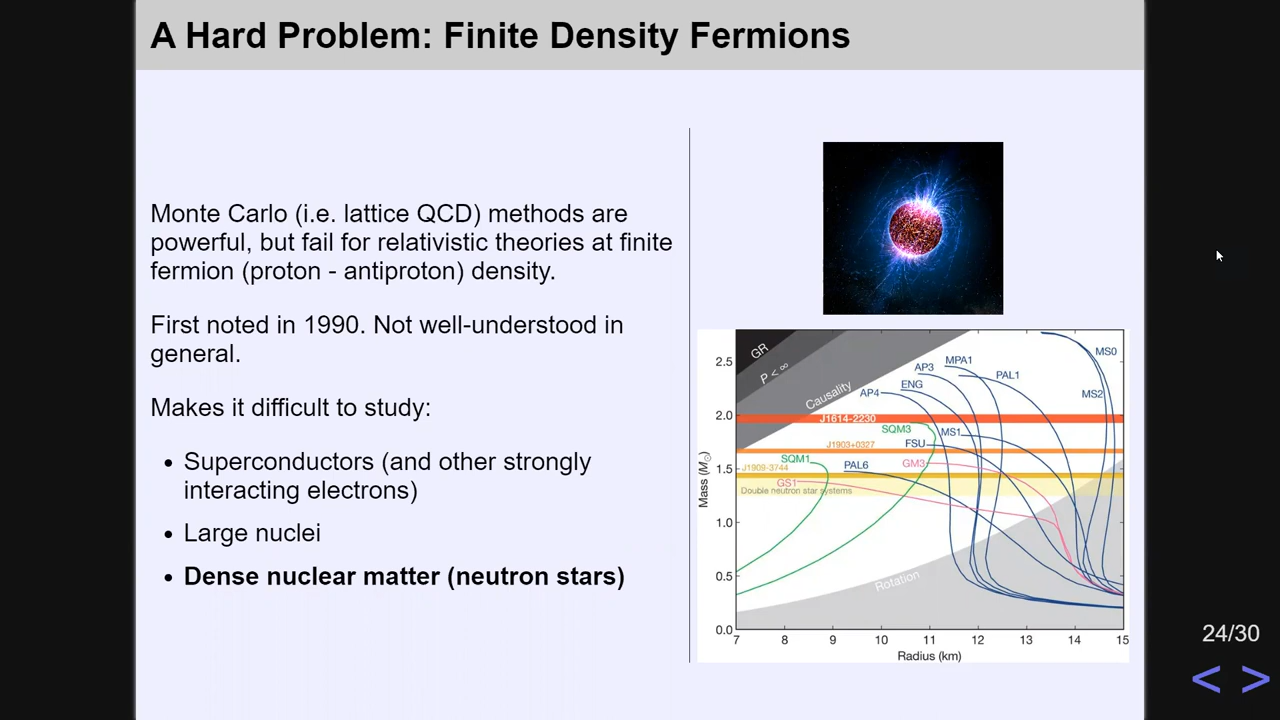 A Hard Problem: Finite Density Fermions
Monte Carlo (i.e. lattice QCD) methods are
powerful, but fail for relativistic theories at finite
fermion (proton - antiproton) density.
First noted in 1990. Not well-understood in
general.
Makes it difficult to study:
• Superconductors (and other strongly
interacting electrons)
• Large nuclei
• Dense nuclear matter (neutron stars)
GR
P < ∞
Causality
AP4
ENG
AP3
MPA1
PAL1
MS0
MS2
J1614-2230
SQM3
MS1
J1903+0327
FSU
SQM1
GM3
PAL6
J1909-3744
GS1
Double neutron star systems
Rotation
2.5
2.0
1.5
1.0
0.5
0.0
Mass (M☉)
7 8 9 10 11 12 13 14 15
Radius (km)
24/30
< >